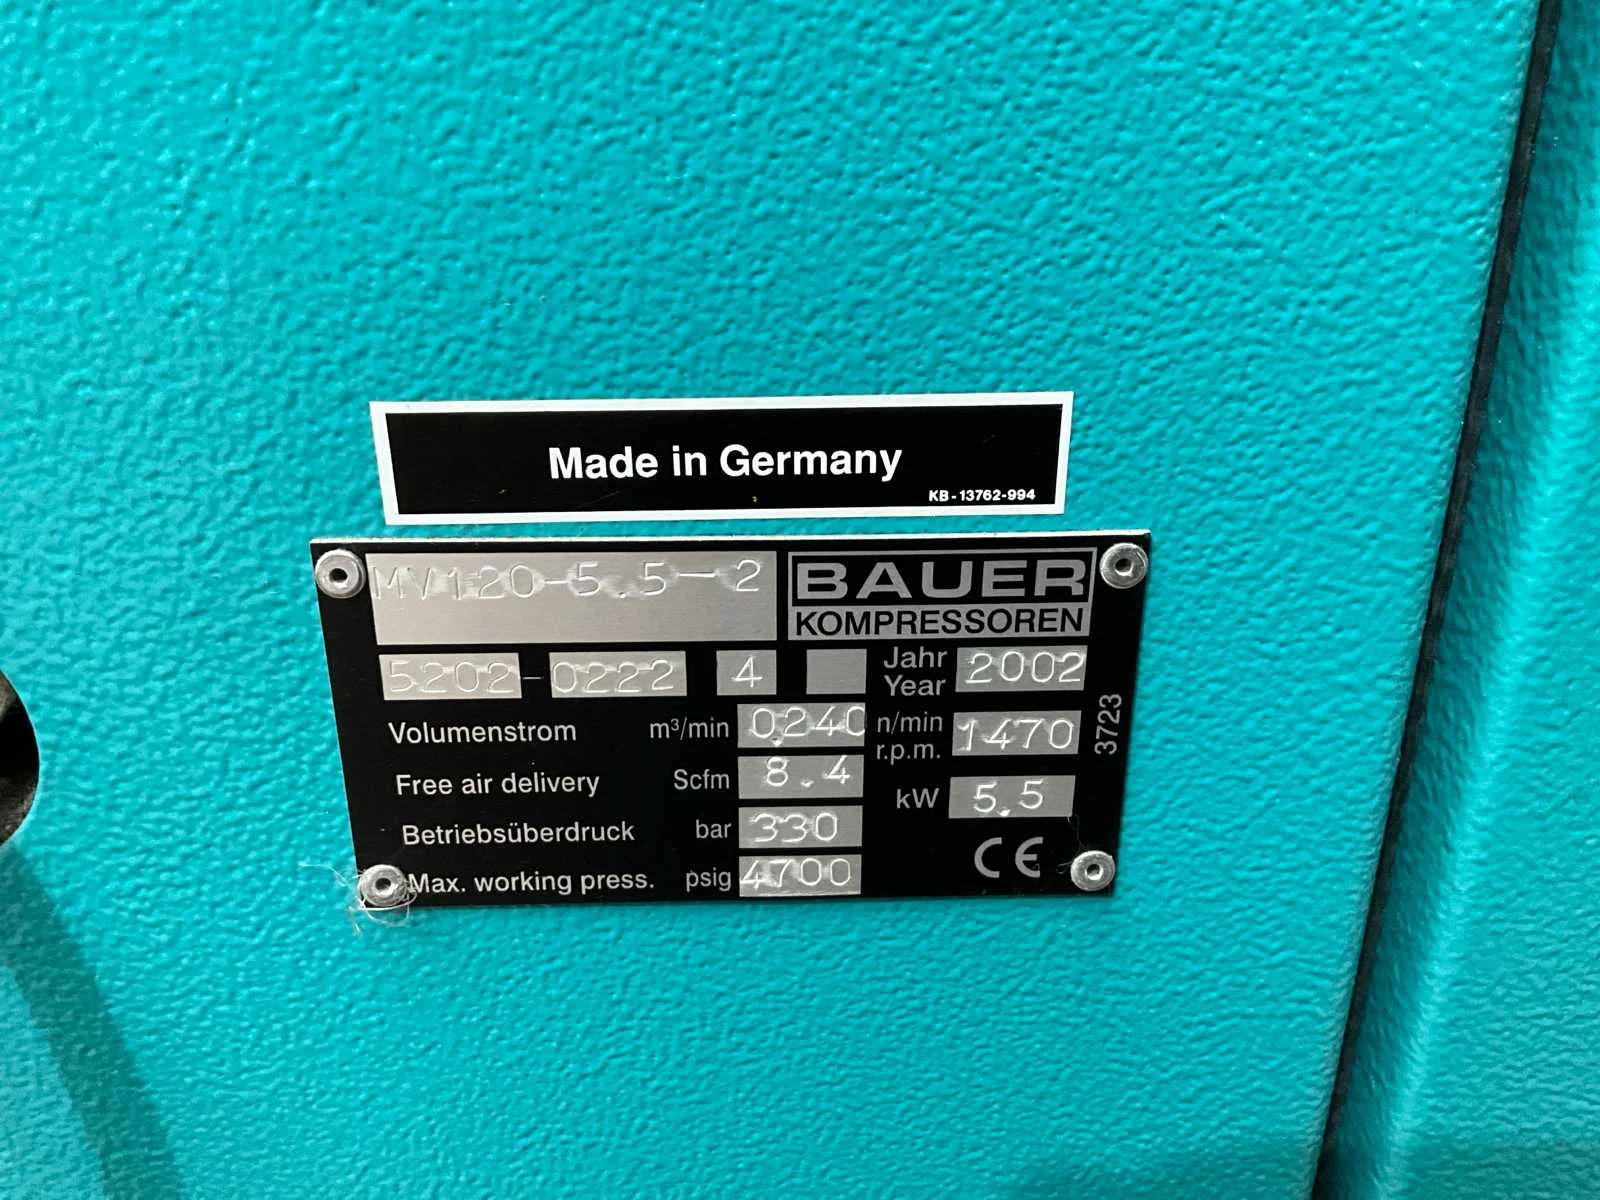 Made in Germany
KB-13762-994
MV120-5.5-2
BAUER
KOMPRESSOREN
5202-0222 4
Jahr
Year 2002
Volumenstrom m³/min 0,240
n/min
r.p.m. 1470
Free air delivery Scfm 8.4
kW 5.5
Betriebsüberdruck bar 330
Max. working press. psig 4700
CE
3723